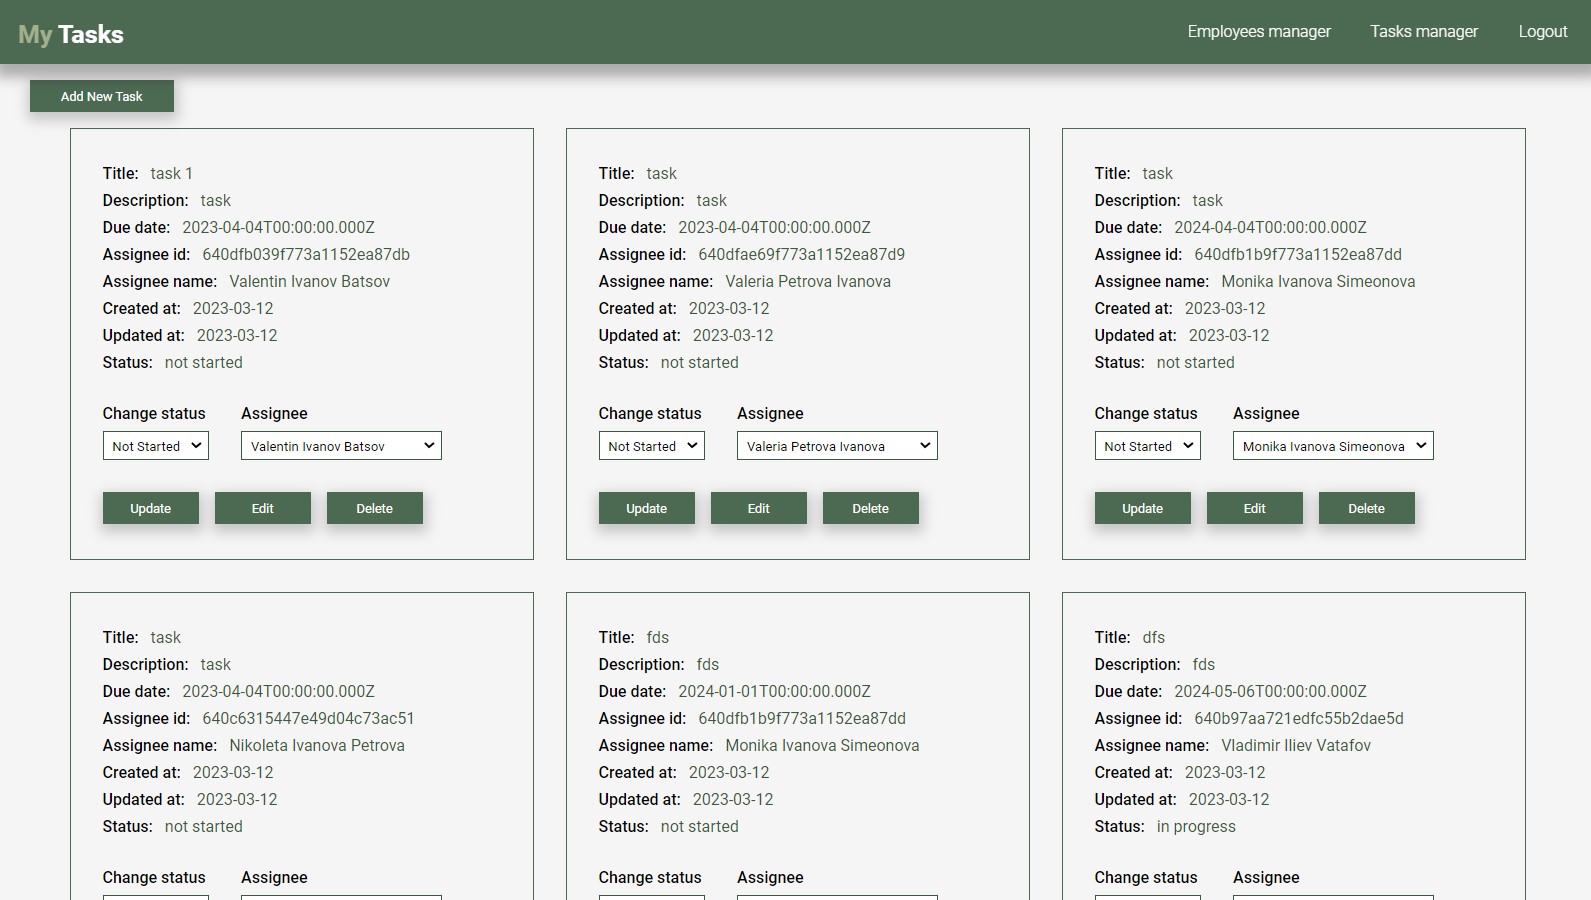 My Tasks
Employees manager Tasks manager Logout
Add New Task
Title: task 1
Description: task
Due date: 2023-04-04T00:00:00.000Z
Assignee id: 640dfb039f773a1152ea87db
Assignee name: Valentin Ivanov Batsov
Created at: 2023-03-12
Updated at: 2023-03-12
Status: not started
Change status Assignee
Not Started Valentin Ivanov Batsov
Update Edit Delete
Title: task
Description: task
Due date: 2023-04-04T00:00:00.000Z
Assignee id: 640dfae69f773a1152ea87d9
Assignee name: Valeria Petrova Ivanova
Created at: 2023-03-12
Updated at: 2023-03-12
Status: not started
Change status Assignee
Not Started Valeria Petrova Ivanova
Update Edit Delete
Title: task
Description: task
Due date: 2024-04-04T00:00:00.000Z
Assignee id: 640dfb1b9f773a1152ea87dd
Assignee name: Monika Ivanova Simeonova
Created at: 2023-03-12
Updated at: 2023-03-12
Status: not started
Change status Assignee
Not Started Monika Ivanova Simeonova
Update Edit Delete
Title: task
Description: task
Due date: 2023-04-04T00:00:00.000Z
Assignee id: 640c6315447e49d04c73ac51
Assignee name: Nikoleta Ivanova Petrova
Created at: 2023-03-12
Updated at: 2023-03-12
Status: not started
Change status Assignee
Title: fds
Description: fds
Due date: 2024-01-01T00:00:00.000Z
Assignee id: 640dfb1b9f773a1152ea87dd
Assignee name: Monika Ivanova Simeonova
Created at: 2023-03-12
Updated at: 2023-03-12
Status: not started
Change status Assignee
Title: dfs
Description: fds
Due date: 2024-05-06T00:00:00.000Z
Assignee id: 640b97aa721edfc55b2dae5d
Assignee name: Vladimir Iliev Vatafov
Created at: 2023-03-12
Updated at: 2023-03-12
Status: in progress
Change status Assignee